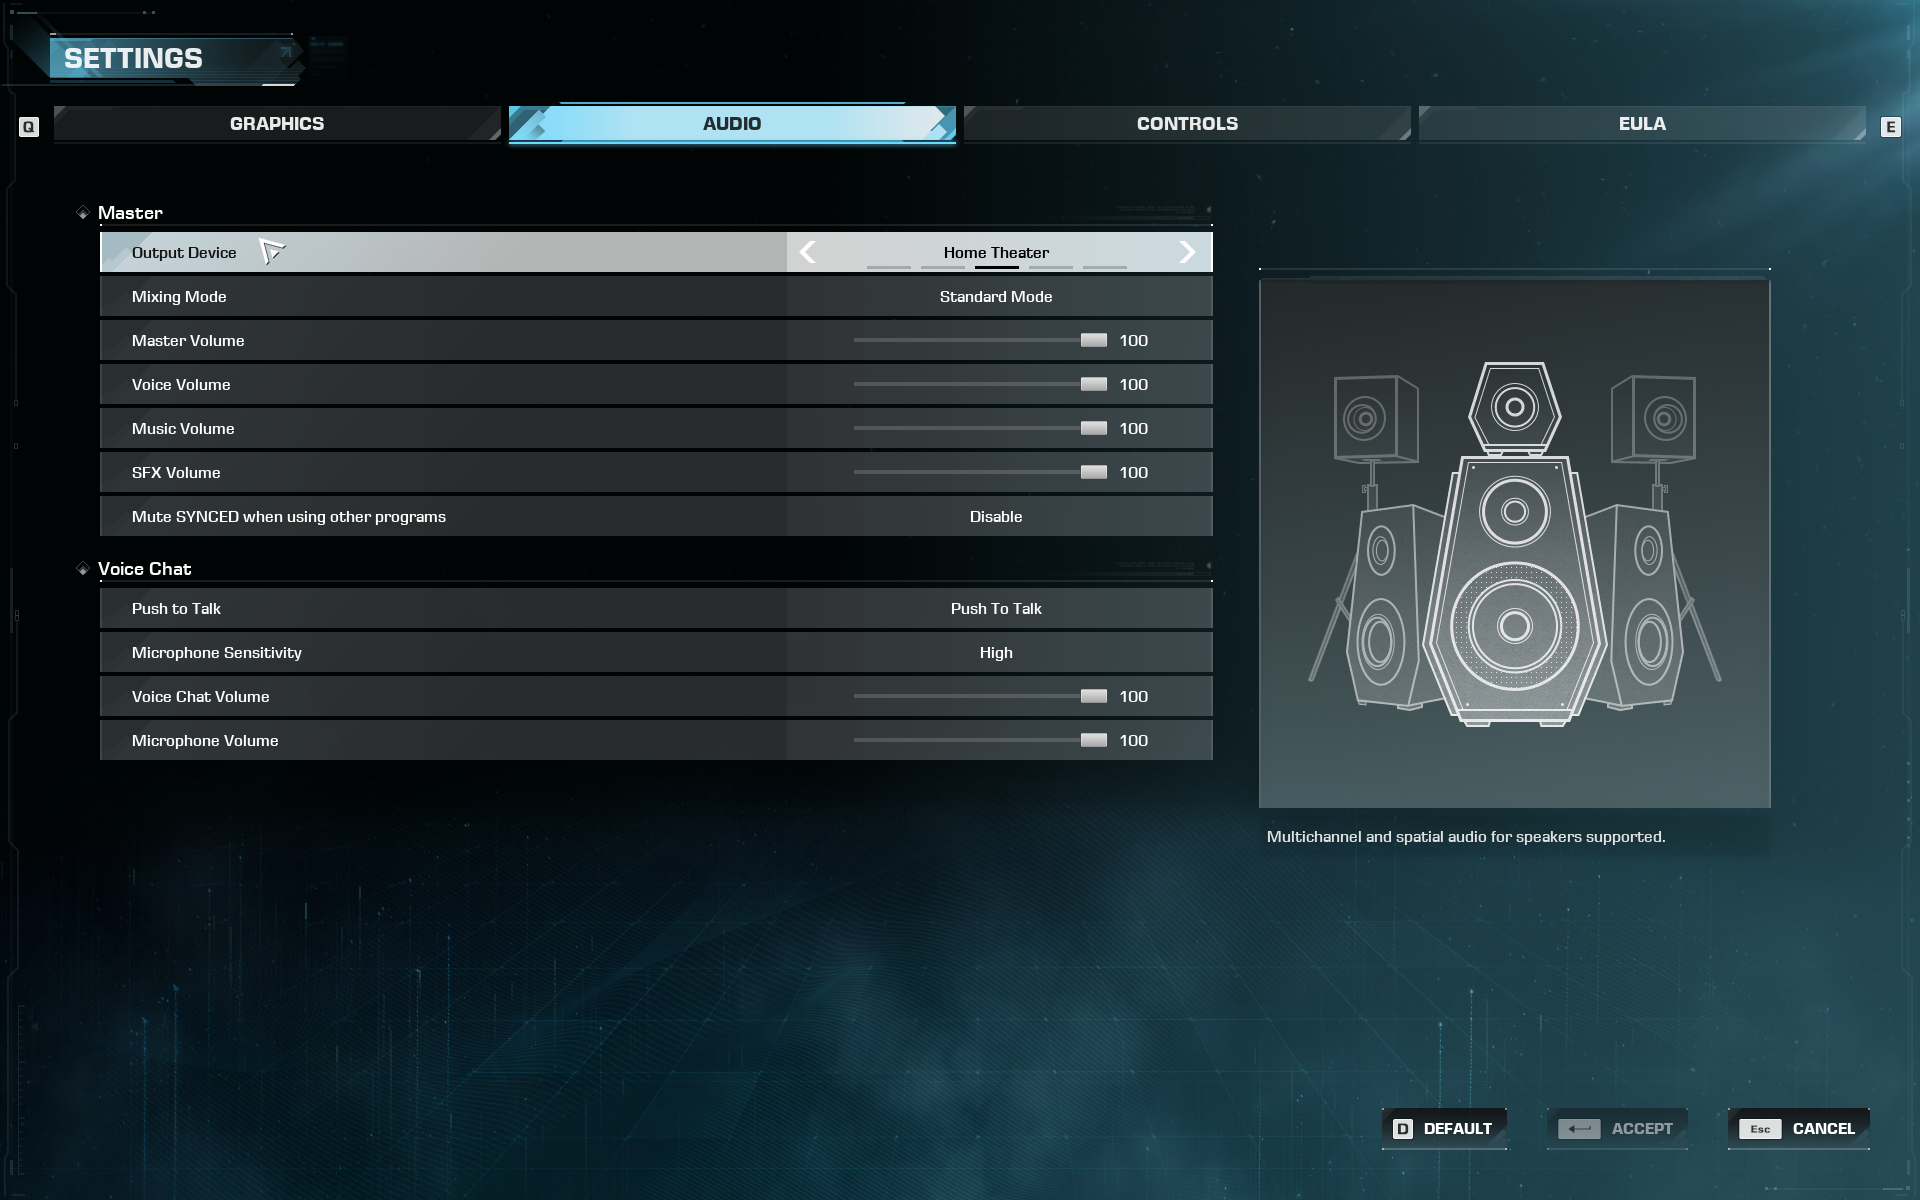 SETTINGS
Q
GRAPHICS
AUDIO
CONTROLS
EULA
E
Master
Output Device
Home Theater
Mixing Mode
Standard Mode
Master Volume
100
Voice Volume
100
Music Volume
100
SFX Volume
100
Mute SYNCED when using other programs
Disable
Voice Chat
Push to Talk
Push To Talk
Microphone Sensitivity
High
Voice Chat Volume
100
Microphone Volume
100
Multichannel and spatial audio for speakers supported.
D DEFAULT
ACCEPT
Esc CANCEL